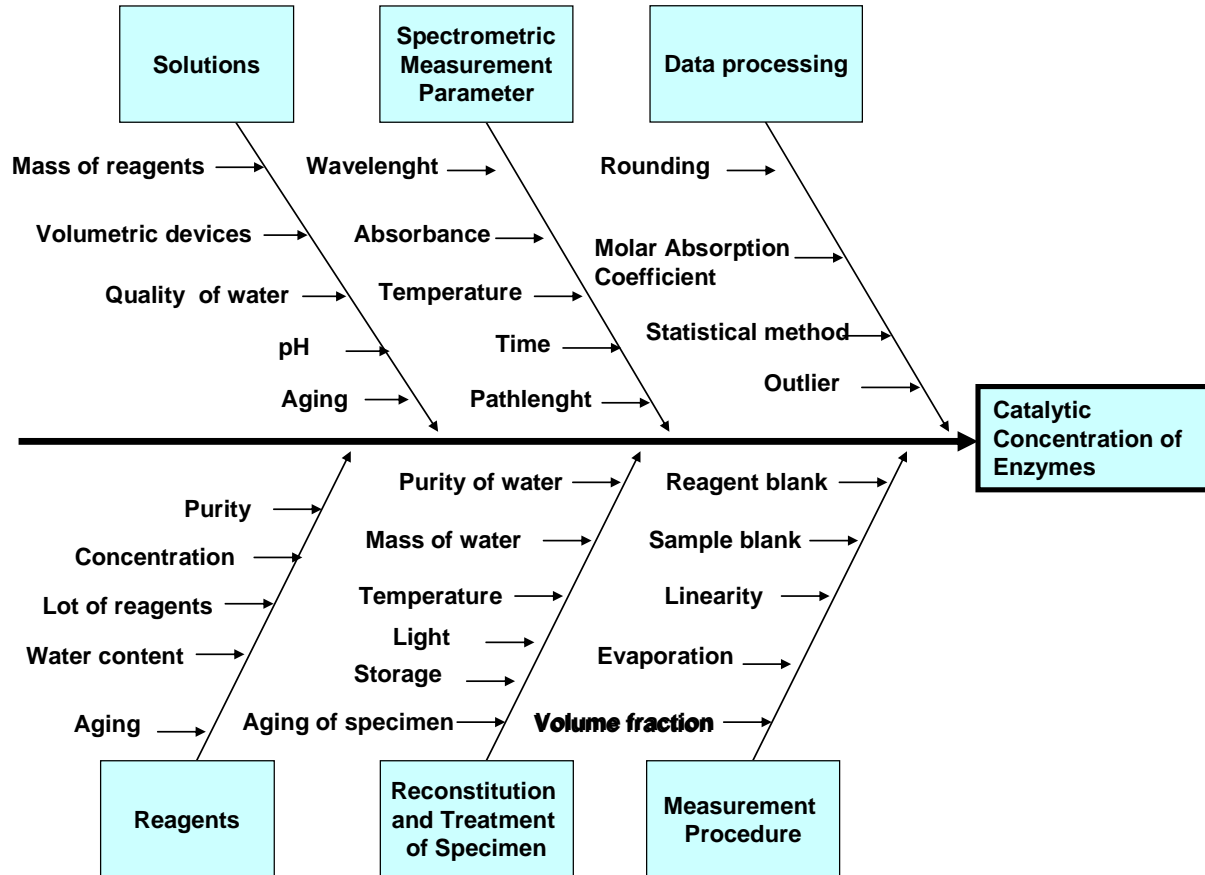 Solutions
Spectrometric
Measurement
Parameter
Data processing
Mass of reagents
Volumetric devices
Quality of water
pH
Aging
Wavelenght
Absorbance
Temperature
Time
Pathlenght
Rounding
Molar Absorption
Coefficient
Statistical method
Outlier
Catalytic
Concentration of
Enzymes
Purity
Concentration
Lot of reagents
Water content
Aging
Purity of water
Mass of water
Temperature
Light
Storage
Aging of specimen
Reagent blank
Sample blank
Linearity
Evaporation
Volume fraction
Reagents
Reconstitution
and Treatment
of Specimen
Measurement
Procedure